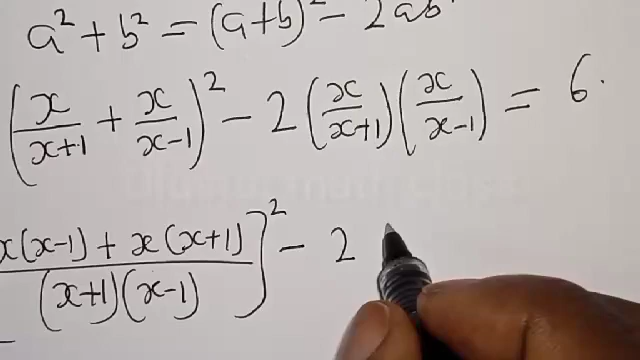 a² + b² = (a+b)² − 2ab
(x/(x+1) + x/(x−1))² − 2(x/(x+1))(x/(x−1)) = 6.
x(x−1) + x(x+1)/(x+1)(x−1)]² − 2